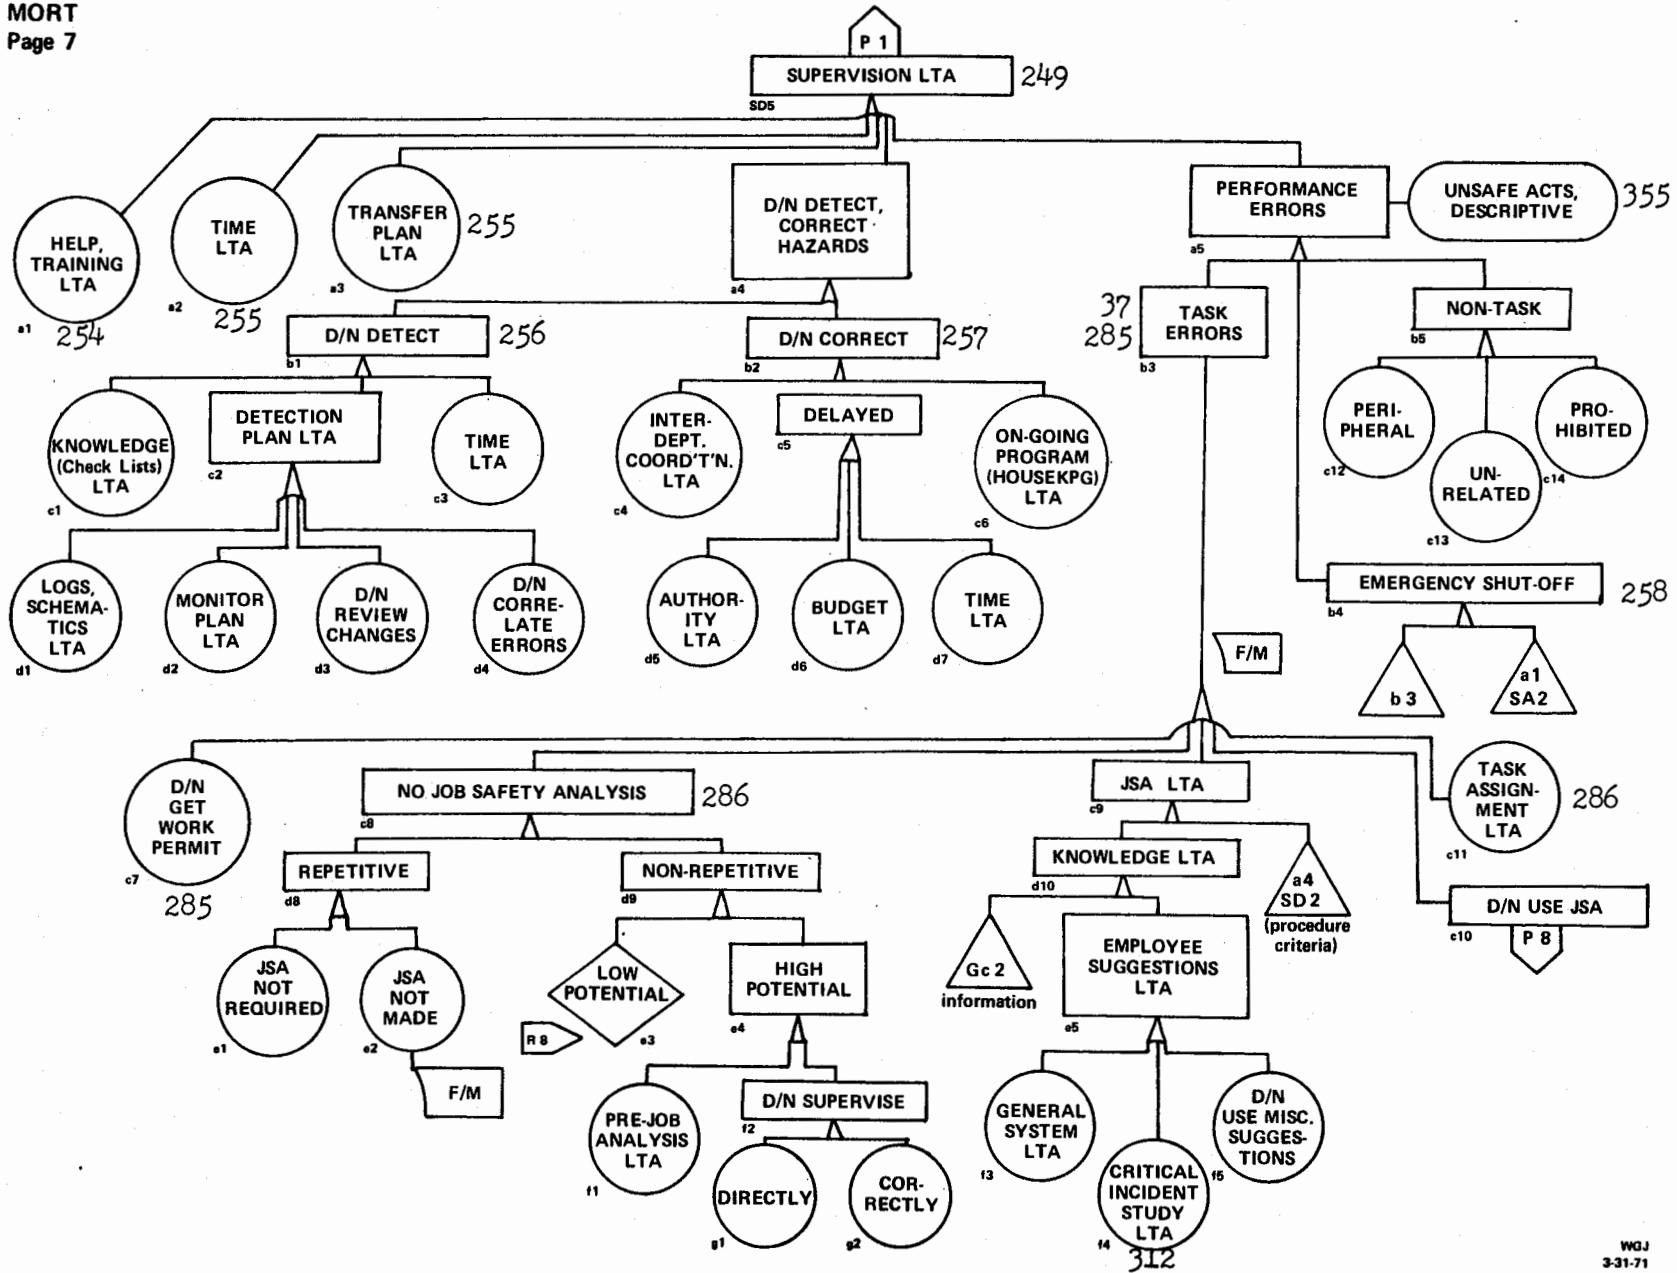 MORT
Page 7
P 1
SUPERVISION LTA
249
SD5
HELP,
TRAINING
LTA
a1
254
TIME
LTA
a2
255
TRANSFER
PLAN
LTA
a3
255
D/N DETECT,
CORRECT
HAZARDS
a4
PERFORMANCE
ERRORS
a5
UNSAFE ACTS,
DESCRIPTIVE
355
D/N DETECT
b1
256
D/N CORRECT
b2
257
37
285
TASK
ERRORS
b3
NON-TASK
b5
KNOWLEDGE
(Check Lists)
LTA
c1
DETECTION
PLAN LTA
c2
TIME
LTA
c3
INTER-
DEPT.
COORD'T'N.
LTA
c4
DELAYED
c5
ON-GOING
PROGRAM
(HOUSEKPG)
LTA
c6
PERI-
PHERAL
c12
UN-
RELATED
c13
PRO-
HIBITED
c14
LOGS,
SCHEMA-
TICS
LTA
d1
MONITOR
PLAN
LTA
d2
D/N
REVIEW
CHANGES
d3
D/N
CORRE-
LATE
ERRORS
d4
AUTHOR-
ITY
LTA
d5
BUDGET
LTA
d6
TIME
LTA
d7
EMERGENCY SHUT-OFF
b4
258
F/M
b 3
a 1
SA2
D/N
GET
WORK
PERMIT
c7
285
NO JOB SAFETY ANALYSIS
c8
286
JSA LTA
c9
TASK
ASSIGN-
MENT
LTA
c11
286
REPETITIVE
d8
NON-REPETITIVE
d9
KNOWLEDGE LTA
d10
a4
SD 2
(procedure
criteria)
D/N USE JSA
c10
P 8
JSA
NOT
REQUIRED
e1
JSA
NOT
MADE
e2
F/M
LOW
POTENTIAL
e3
R 8
HIGH
POTENTIAL
e4
Gc 2
information
EMPLOYEE
SUGGESTIONS
LTA
e5
PRE-JOB
ANALYSIS
LTA
f1
D/N SUPERVISE
f2
DIRECTLY
g1
COR-
RECTLY
g2
GENERAL
SYSTEM
LTA
f3
CRITICAL
INCIDENT
STUDY
LTA
f4
312
D/N
USE MISC.
SUGGES-
TIONS
f5
WGJ
3-31-71